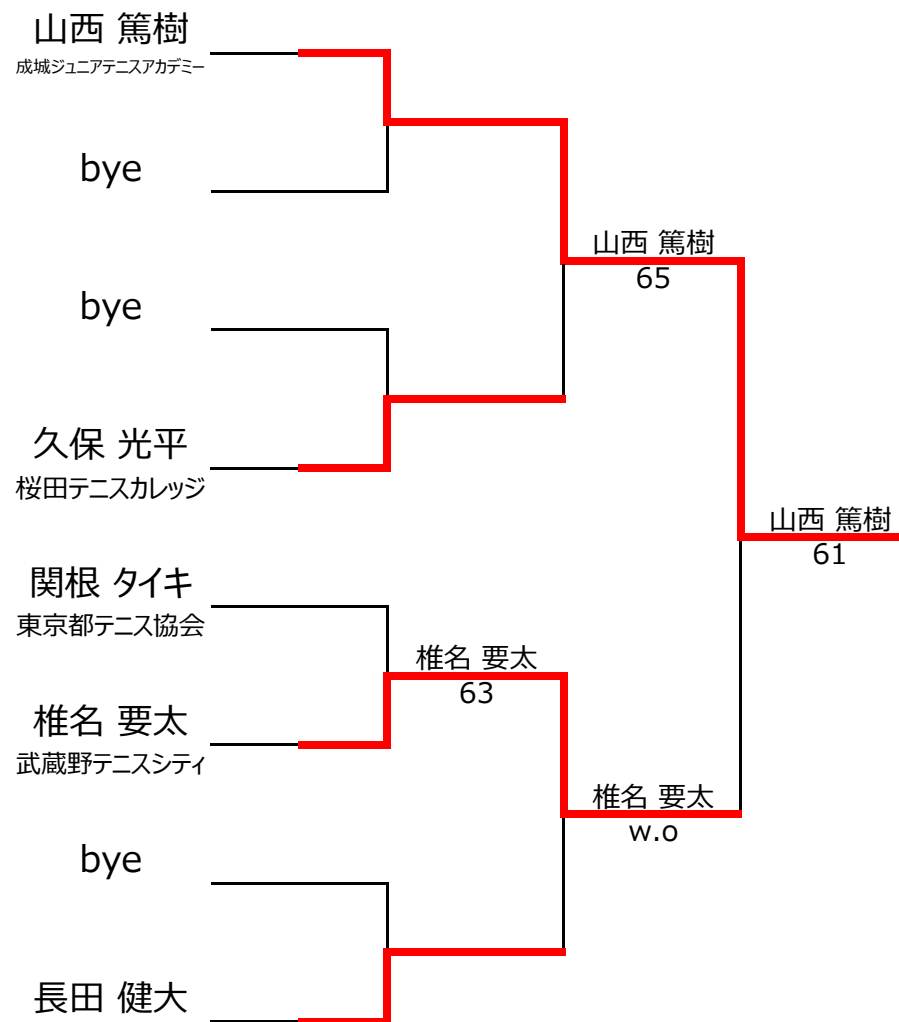 山西 篤樹
成城ジュニアテニスアカデミー
bye
bye
久保 光平
桜田テニスカレッジ
関根 タイキ
東京都テニス協会
椎名 要太
武蔵野テニスシティ
bye
長田 健大
椎名 要太
63
山西 篤樹
65
椎名 要太
w.o
山西 篤樹
61